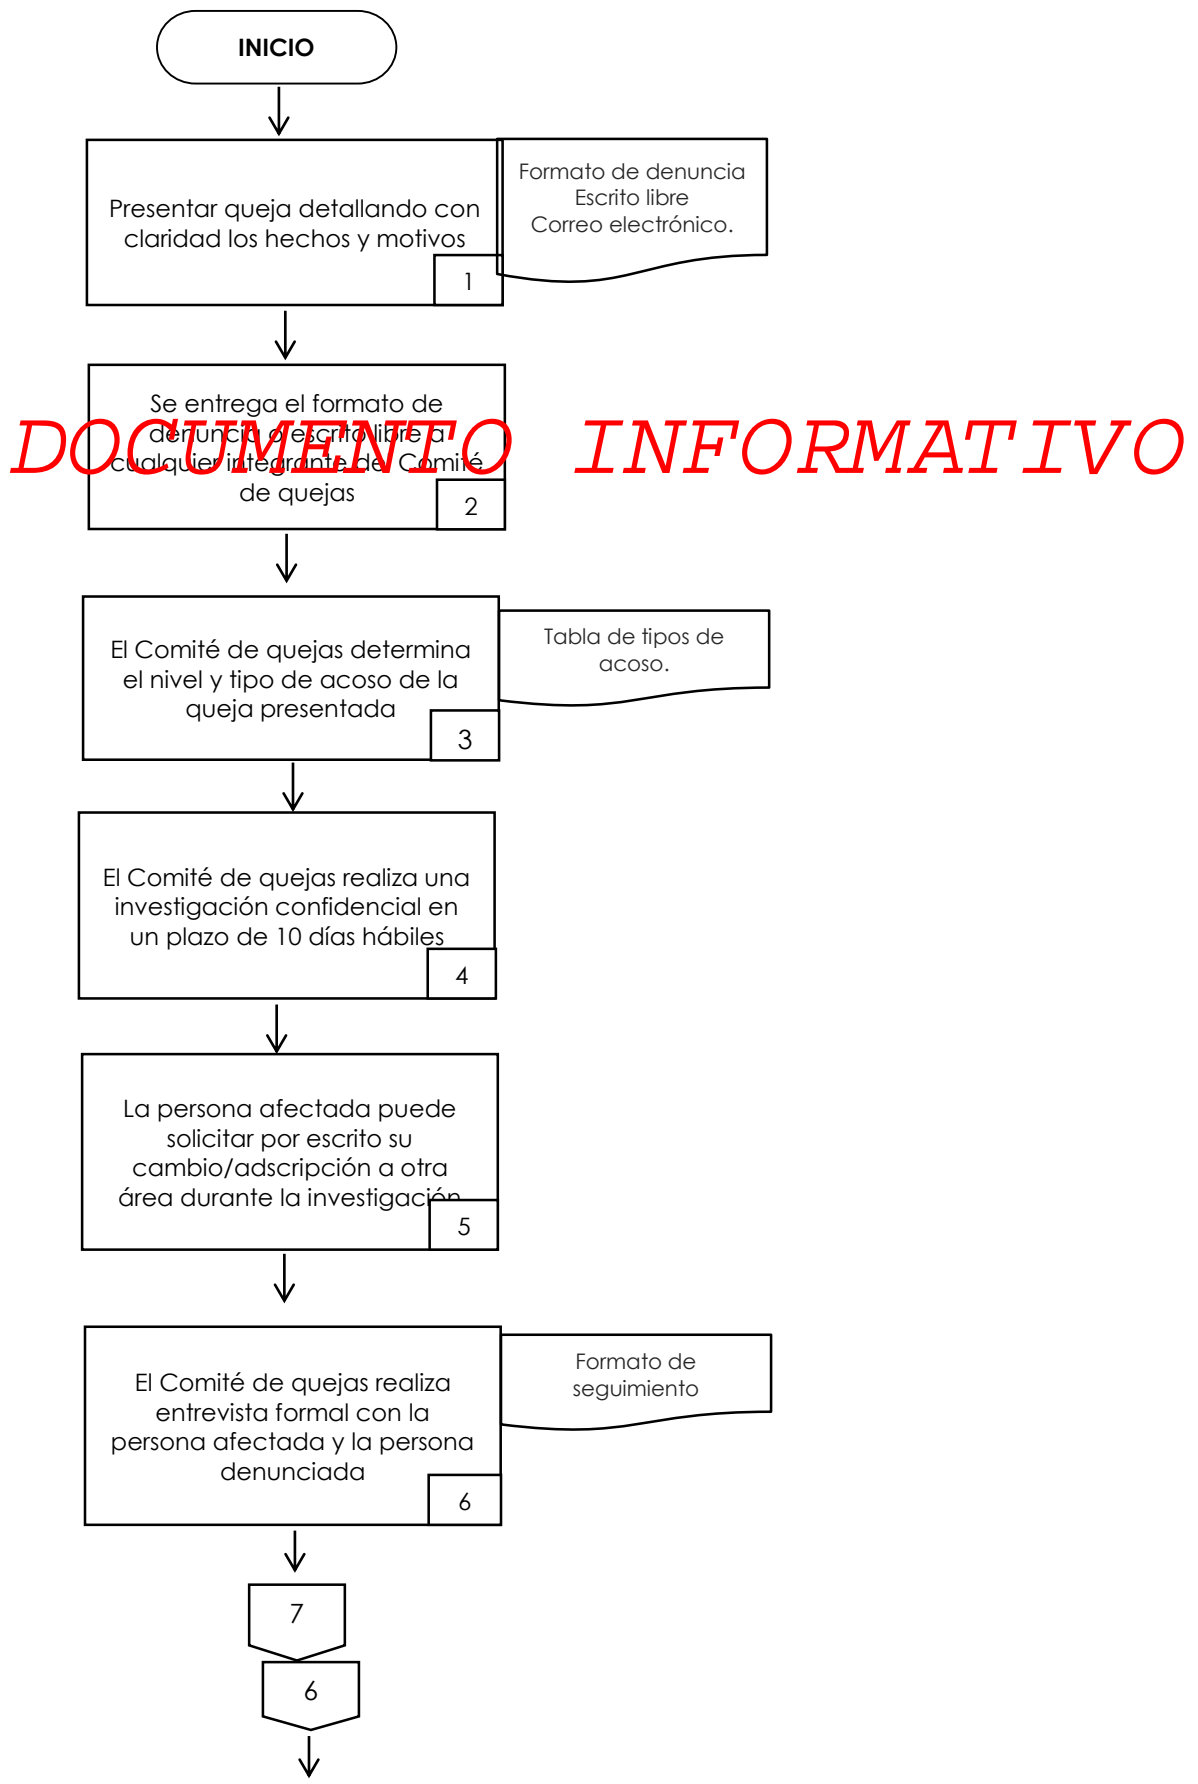 INICIO
Presentar queja detallando con
claridad los hechos y motivos
1
Formato de denuncia
Escrito libre
Correo electrónico.
Se entrega el formato de
denuncia o escrito libre a
cualquier integrante del Comité
de quejas
2
DOCUMENTO INFORMATIVO
El Comité de quejas determina
el nivel y tipo de acoso de la
queja presentada
3
Tabla de tipos de
acoso.
El Comité de quejas realiza una
investigación confidencial en
un plazo de 10 días hábiles
4
La persona afectada puede
solicitar por escrito su
cambio/adscripción a otra
área durante la investigación
5
El Comité de quejas realiza
entrevista formal con la
persona afectada y la persona
denunciada
6
Formato de
seguimiento
7
6